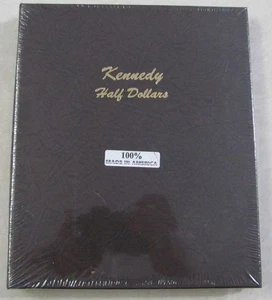 Kennedy
Half Dollars
100%
MADE IN AMERICA